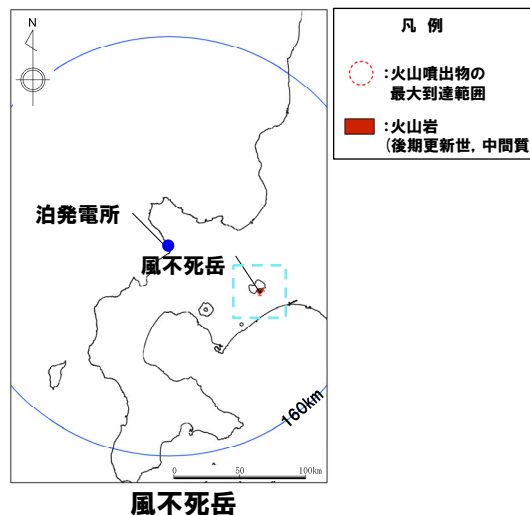 N
凡 例
:火山噴出物の
最大到達範囲
:火山岩
(後期更新世, 中間質
泊発電所
風不死岳
160km
0 50 100km
風不死岳